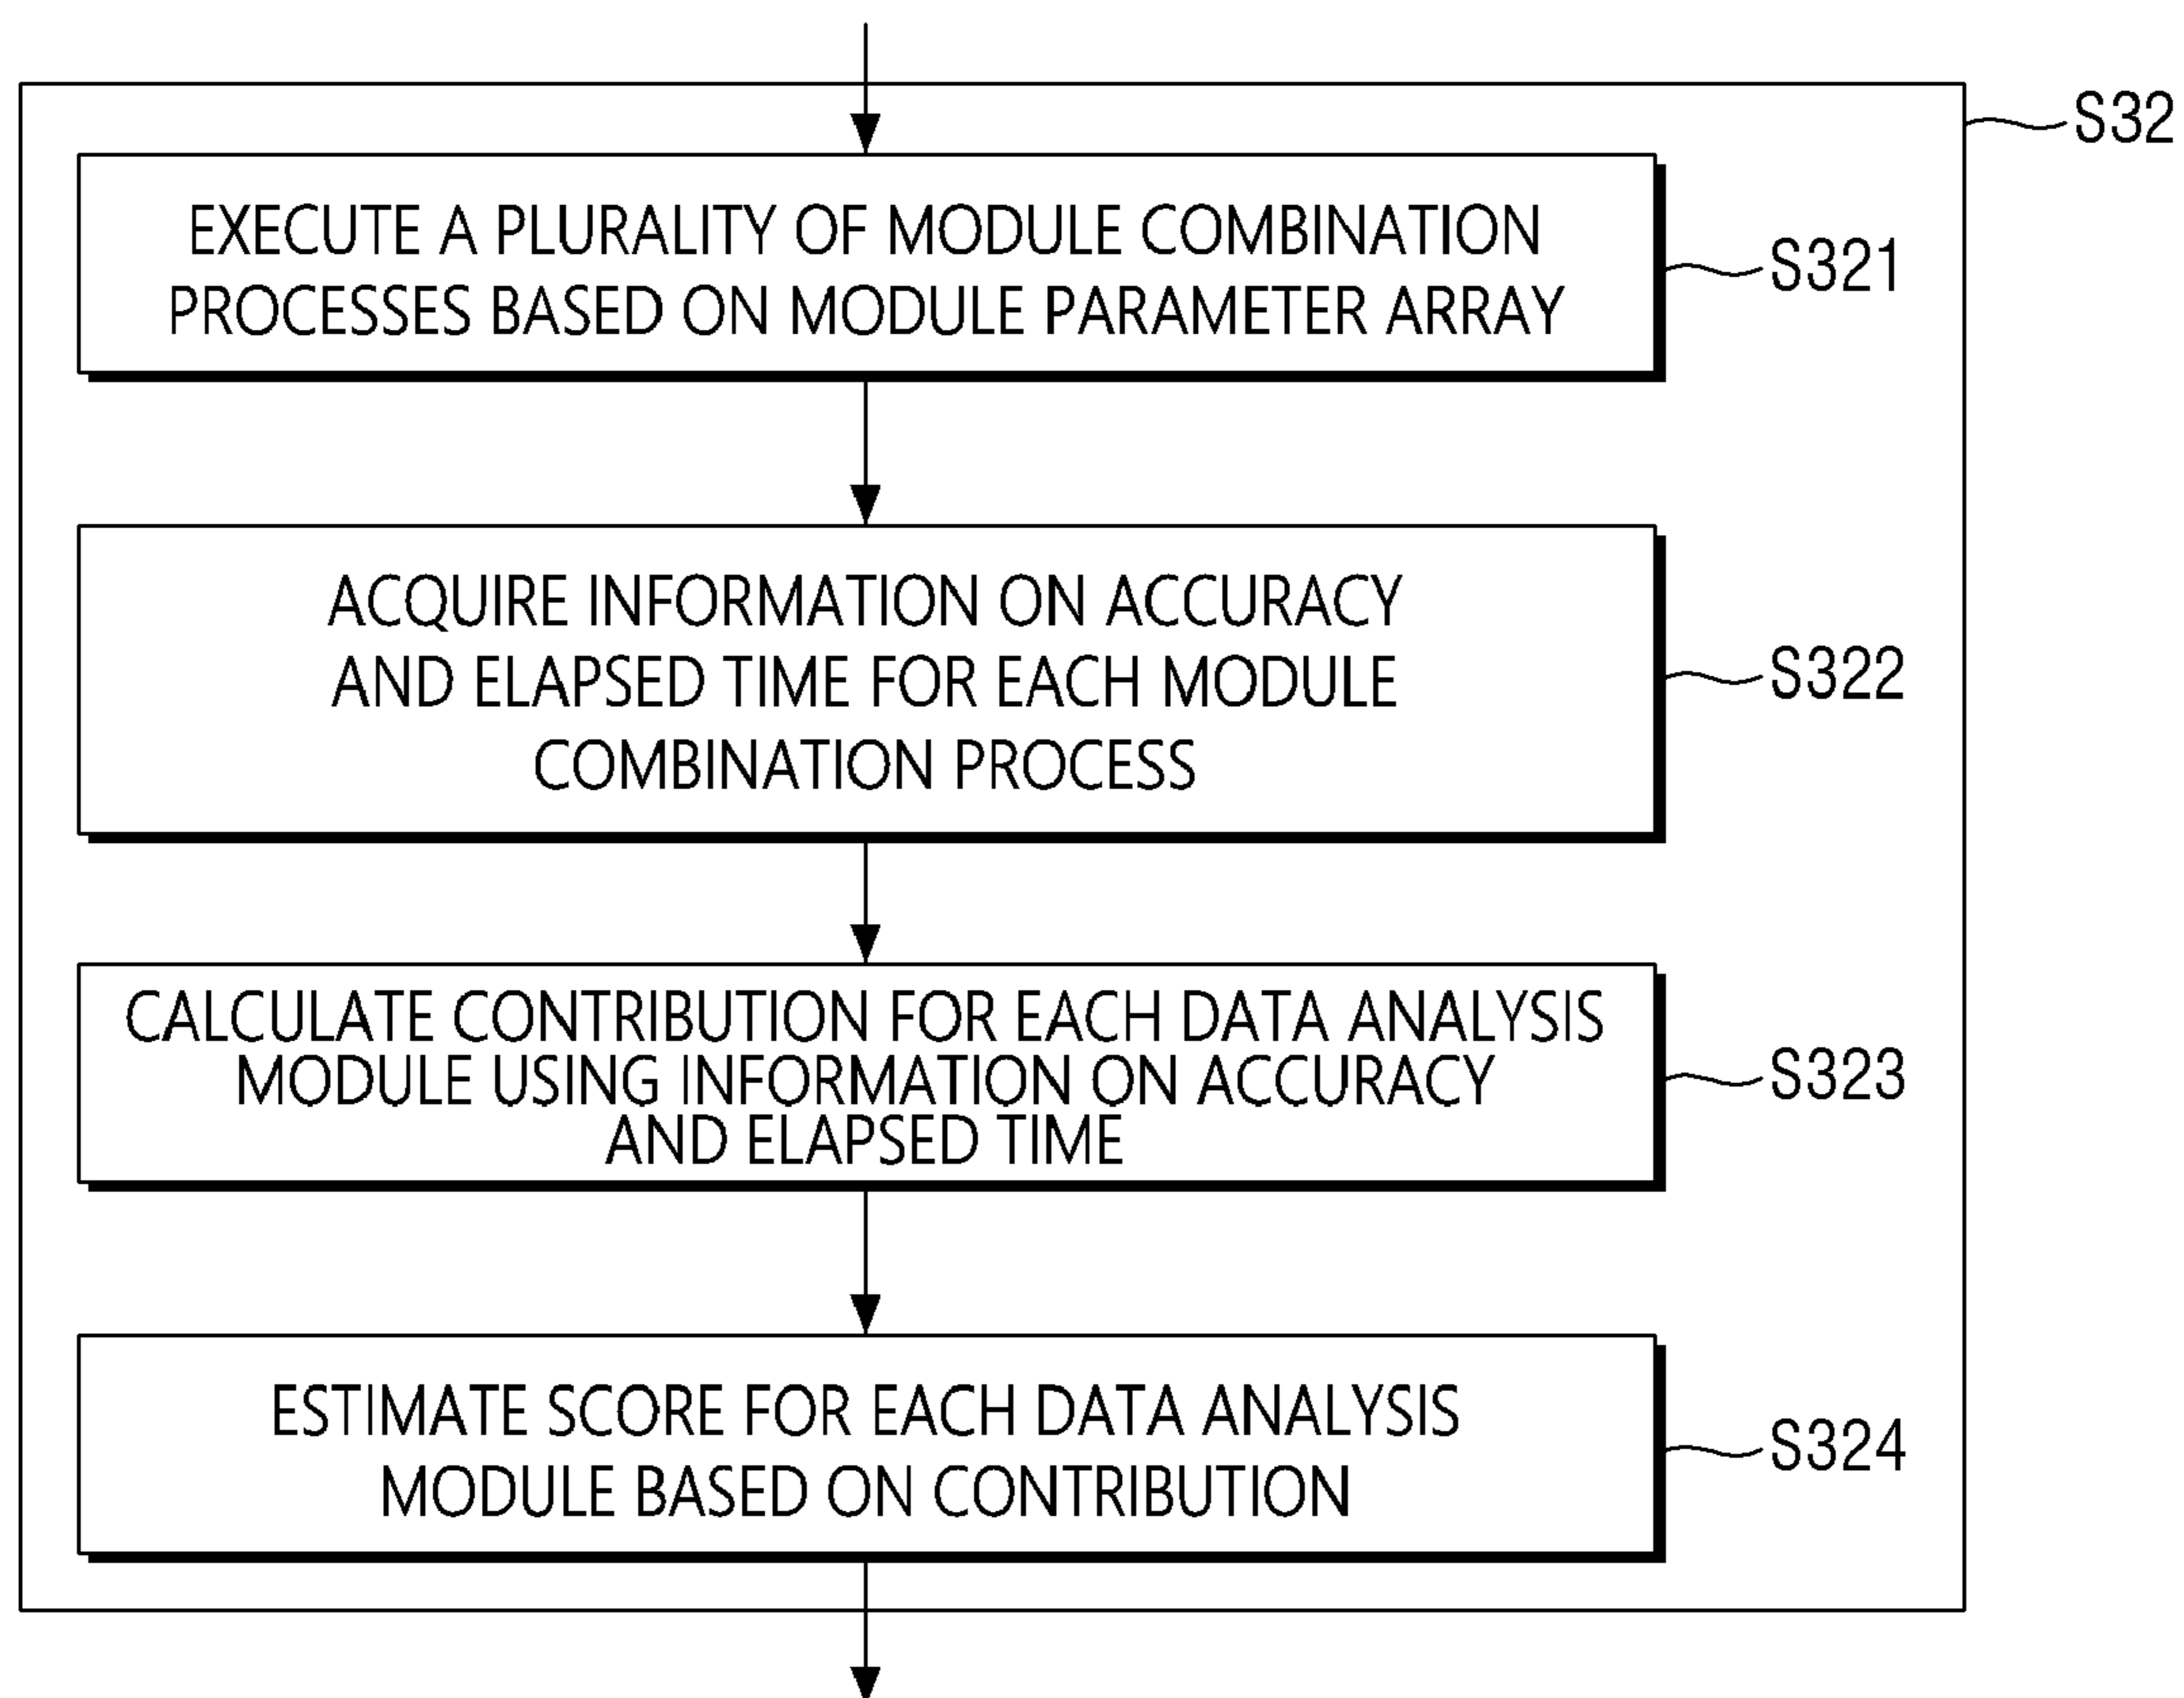 S32
EXECUTE A PLURALITY OF MODULE COMBINATION
PROCESSES BASED ON MODULE PARAMETER ARRAY
S321
ACQUIRE INFORMATION ON ACCURACY
AND ELAPSED TIME FOR EACH MODULE
COMBINATION PROCESS
S322
CALCULATE CONTRIBUTION FOR EACH DATA ANALYSIS
MODULE USING INFORMATION ON ACCURACY
AND ELAPSED TIME
S323
ESTIMATE SCORE FOR EACH DATA ANALYSIS
MODULE BASED ON CONTRIBUTION
S324